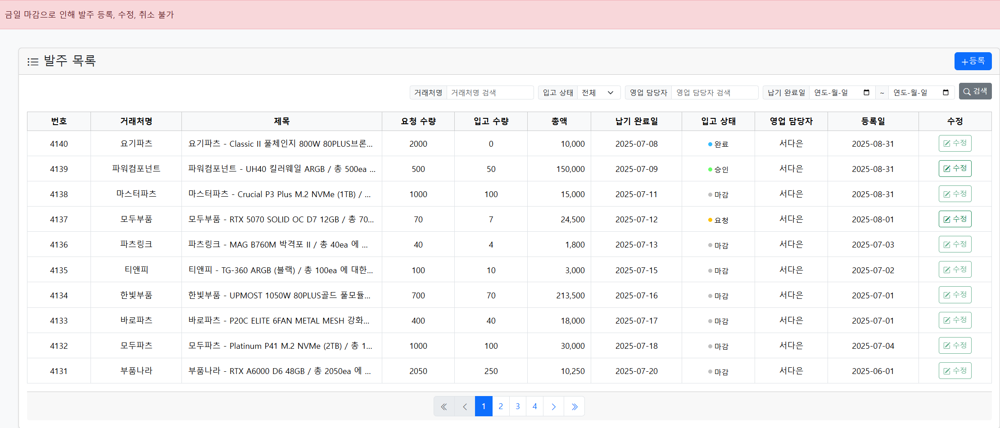 금일 마감으로 인해 발주 등록, 수정, 취소 불가
발주 목록
+등록
거래처명 거래처명 검색 입고 상태 전체 영업 담당자 영업 담당자 검색 납기 완료일 연도-월-일 ~ 연도-월-일 검색
번호 거래처명 제목 요청 수량 입고 수량 총액 납기 완료일 입고 상태 영업 담당자 등록일 수정
4140 요기파츠 요기파츠 - Classic II 풀체인지 800W 80PLUS브론... 2000 0 10,000 2025-07-08 완료 서다은 2025-08-31 수정
4139 파워컴포넌트 파워컴포넌트 - UH40 킬러웨일 ARGB / 총 500ea ... 500 50 150,000 2025-07-09 승인 서다은 2025-08-31 수정
4138 마스터파츠 마스터파츠 - Crucial P3 Plus M.2 NVMe (1TB) / ... 1000 100 15,000 2025-07-11 마감 서다은 2025-08-31 수정
4137 모두부품 모두부품 - RTX 5070 SOLID OC D7 12GB / 총 70... 70 7 24,500 2025-07-12 요청 서다은 2025-08-01 수정
4136 파츠링크 파츠링크 - MAG B760M 박격포 II / 총 40ea 에 ... 40 4 1,800 2025-07-13 마감 서다은 2025-07-03 수정
4135 티앤피 티앤피 - TG-360 ARGB (블랙) / 총 100ea 에 대한... 100 10 3,000 2025-07-15 마감 서다은 2025-07-02 수정
4134 한빛부품 한빛부품 - UPMOST 1050W 80PLUS골드 풀모듈... 700 70 213,500 2025-07-16 마감 서다은 2025-07-01 수정
4133 바로파츠 바로파츠 - P20C ELITE 6FAN METAL MESH 강화... 400 40 18,000 2025-07-17 마감 서다은 2025-07-01 수정
4132 모두파츠 모두파츠 - Platinum P41 M.2 NVMe (2TB) / 총 1... 1000 100 30,000 2025-07-18 마감 서다은 2025-07-04 수정
4131 부품나라 부품나라 - RTX A6000 D6 48GB / 총 2050ea 에 ... 2050 250 10,250 2025-07-20 마감 서다은 2025-06-01 수정
« ‹ 1 2 3 4 › »